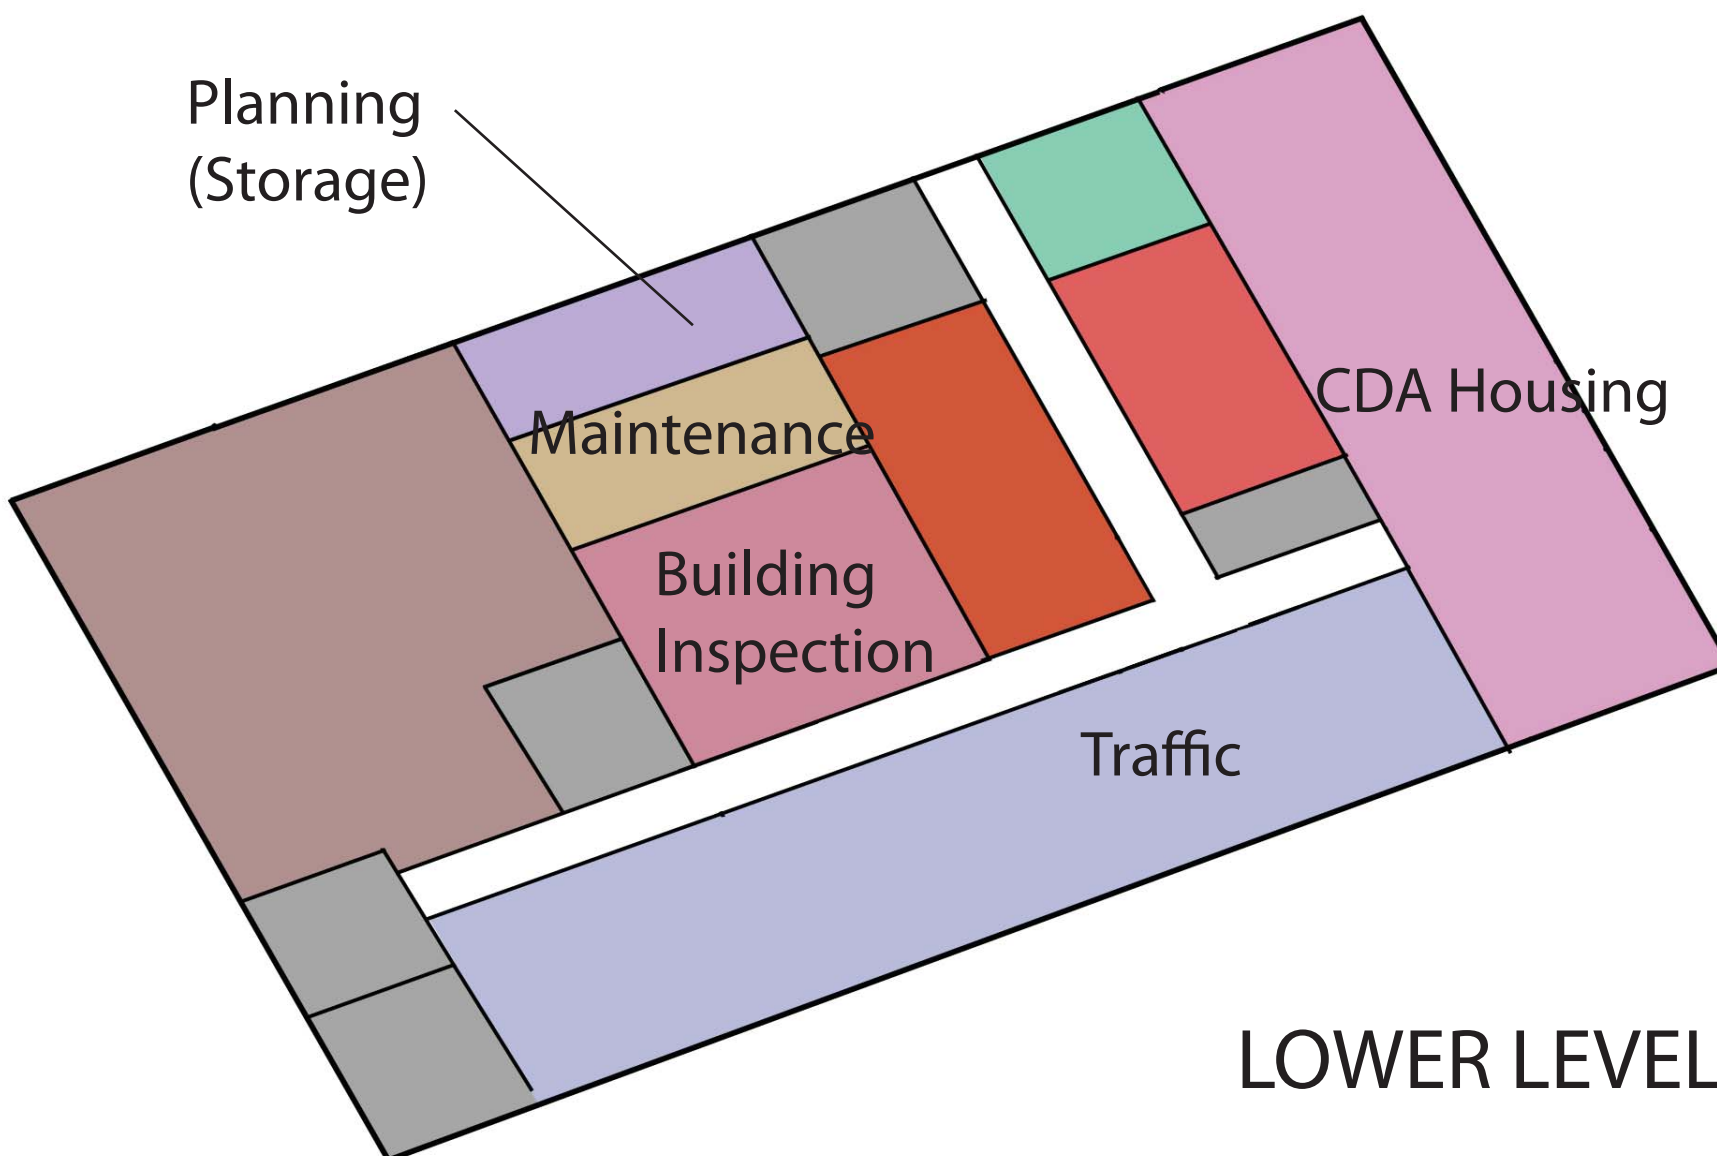 Planning
(Storage)
CDA Housing
Maintenance
Building
Inspection
Traffic
LOWER LEVEL